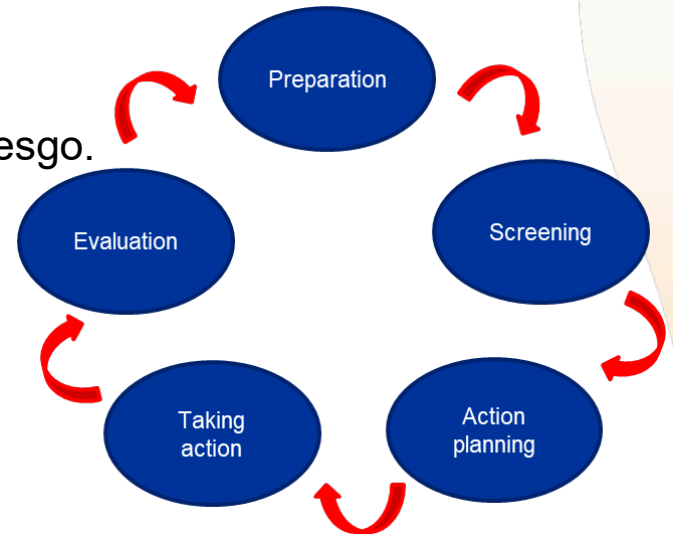 Preparation
esgo.
Evaluation
Screening
Taking
action
Action
planning